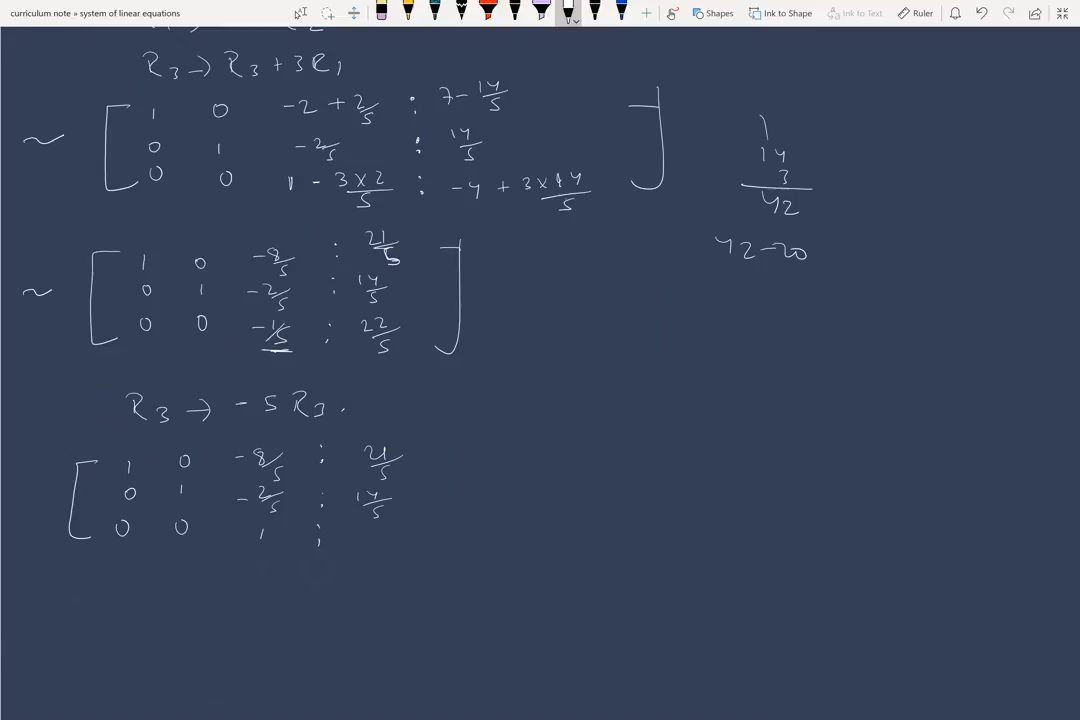 curriculum note » system of linear equations
Shapes Ink to Shape Ink to Text Ruler
R₃ → R₃ + 3R₁
~ [ 1 0 -2 + 2/5 : 7 - 14/5
0 1 -2/5 : 14/5
0 0 1 - 3×2/5 : -4 + 3×14/5 ]
14
3
42
42-20
~ [ 1 0 -8/5 : 21/5
0 1 -2/5 : 14/5
0 0 -1/5 : 22/5 ]
R₃ → -5 R₃ .
[ 1 0 -8/5 : 21/5
0 1 -2/5 : 14/5
0 0 1 :